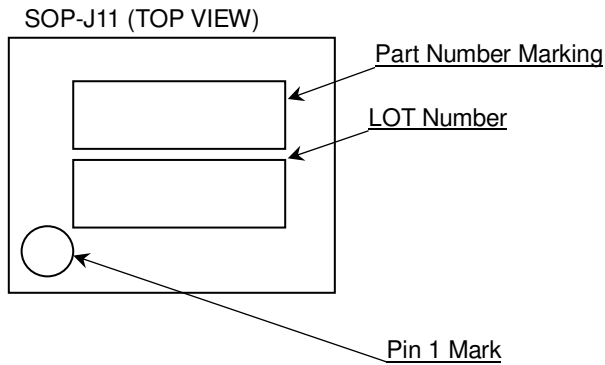 SOP-J11 (TOP VIEW)
Part Number Marking
LOT Number
Pin 1 Mark